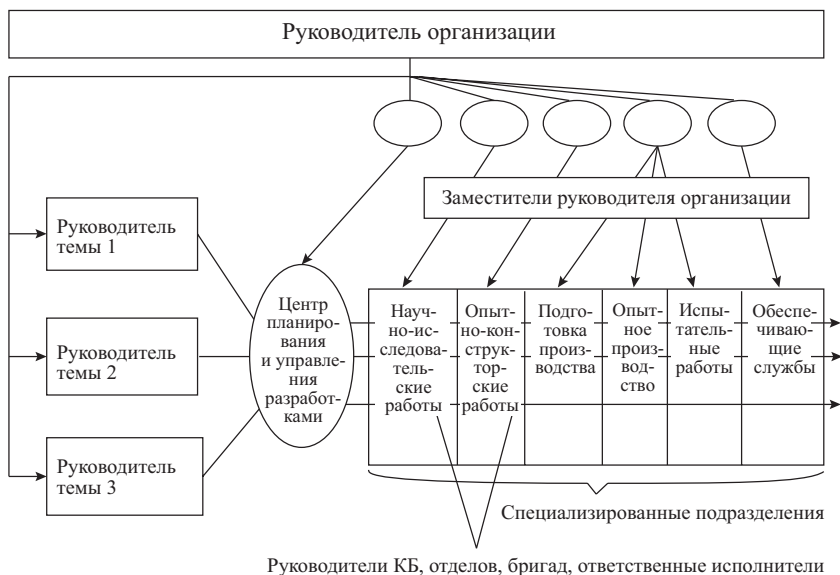 Руководитель организации
Заместители руководителя организации
Руководитель
темы 1
Руководитель
темы 2
Руководитель
темы 3
Центр
планиро-
вания
и управле-
ния
разработ-
ками
Науч-
но-ис-
следова-
тель-
ские
работы
Опыт-
но-конст-
рукц-
тор-
ские
работы
Подго-
товка
произ-
водства
Опыт-
ное
произ-
вод-
ство
Испы-
татель-
ные
работы
Обеспе-
чиваю-
щие
службы
Специализированные подразделения
Руководители КБ, отделов, бригад, ответственные исполнители